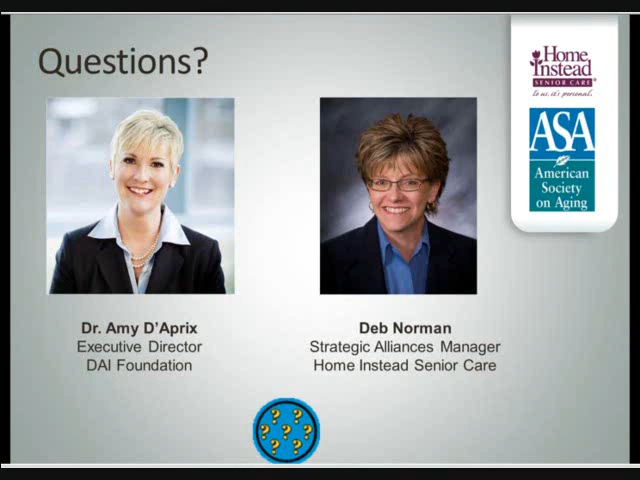 Questions?
Home
Instead
SENIOR CARE
to us, it's personal.
ASA
American
Society
on Aging
Dr. Amy D'Aprix
Executive Director
DAI Foundation
Deb Norman
Strategic Alliances Manager
Home Instead Senior Care
? ?
? ? ?
? ?